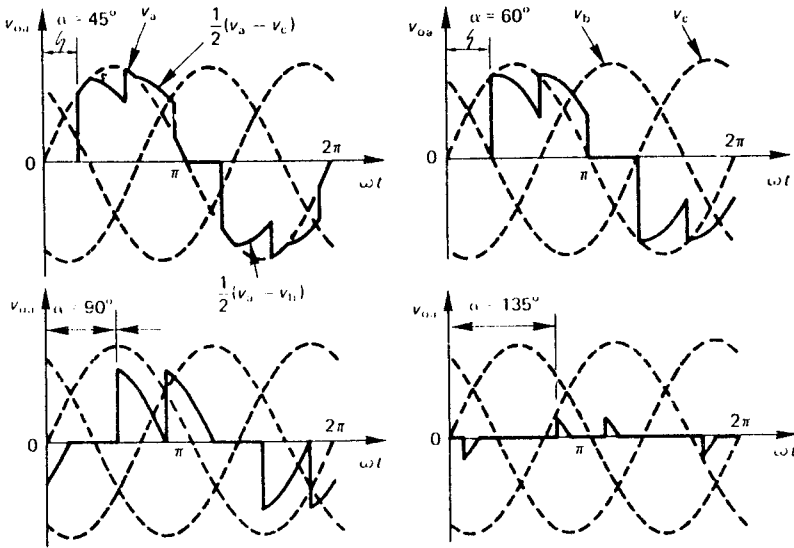 v_oa α = 45° v_a ½(v_a − v_c)
0 π 2π ωt
½(v_a − v_b)
α = 60° v_b v_c
0 π 2π ωt
v_oa α = 90°
0 π 2π ωt
v_oa α = 135°
0 π 2π ωt